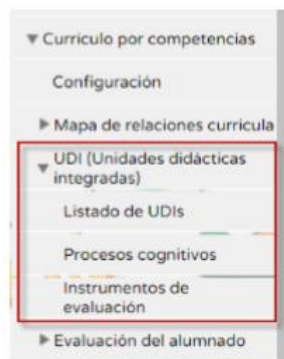 Curriculo por competencias
Configuración
Mapa de relaciones curricula
UDI (Unidades didácticas
integradas)
Listado de UDIs
Procesos cognitivos
Instrumentos de
evaluación
Evaluación del alumnado